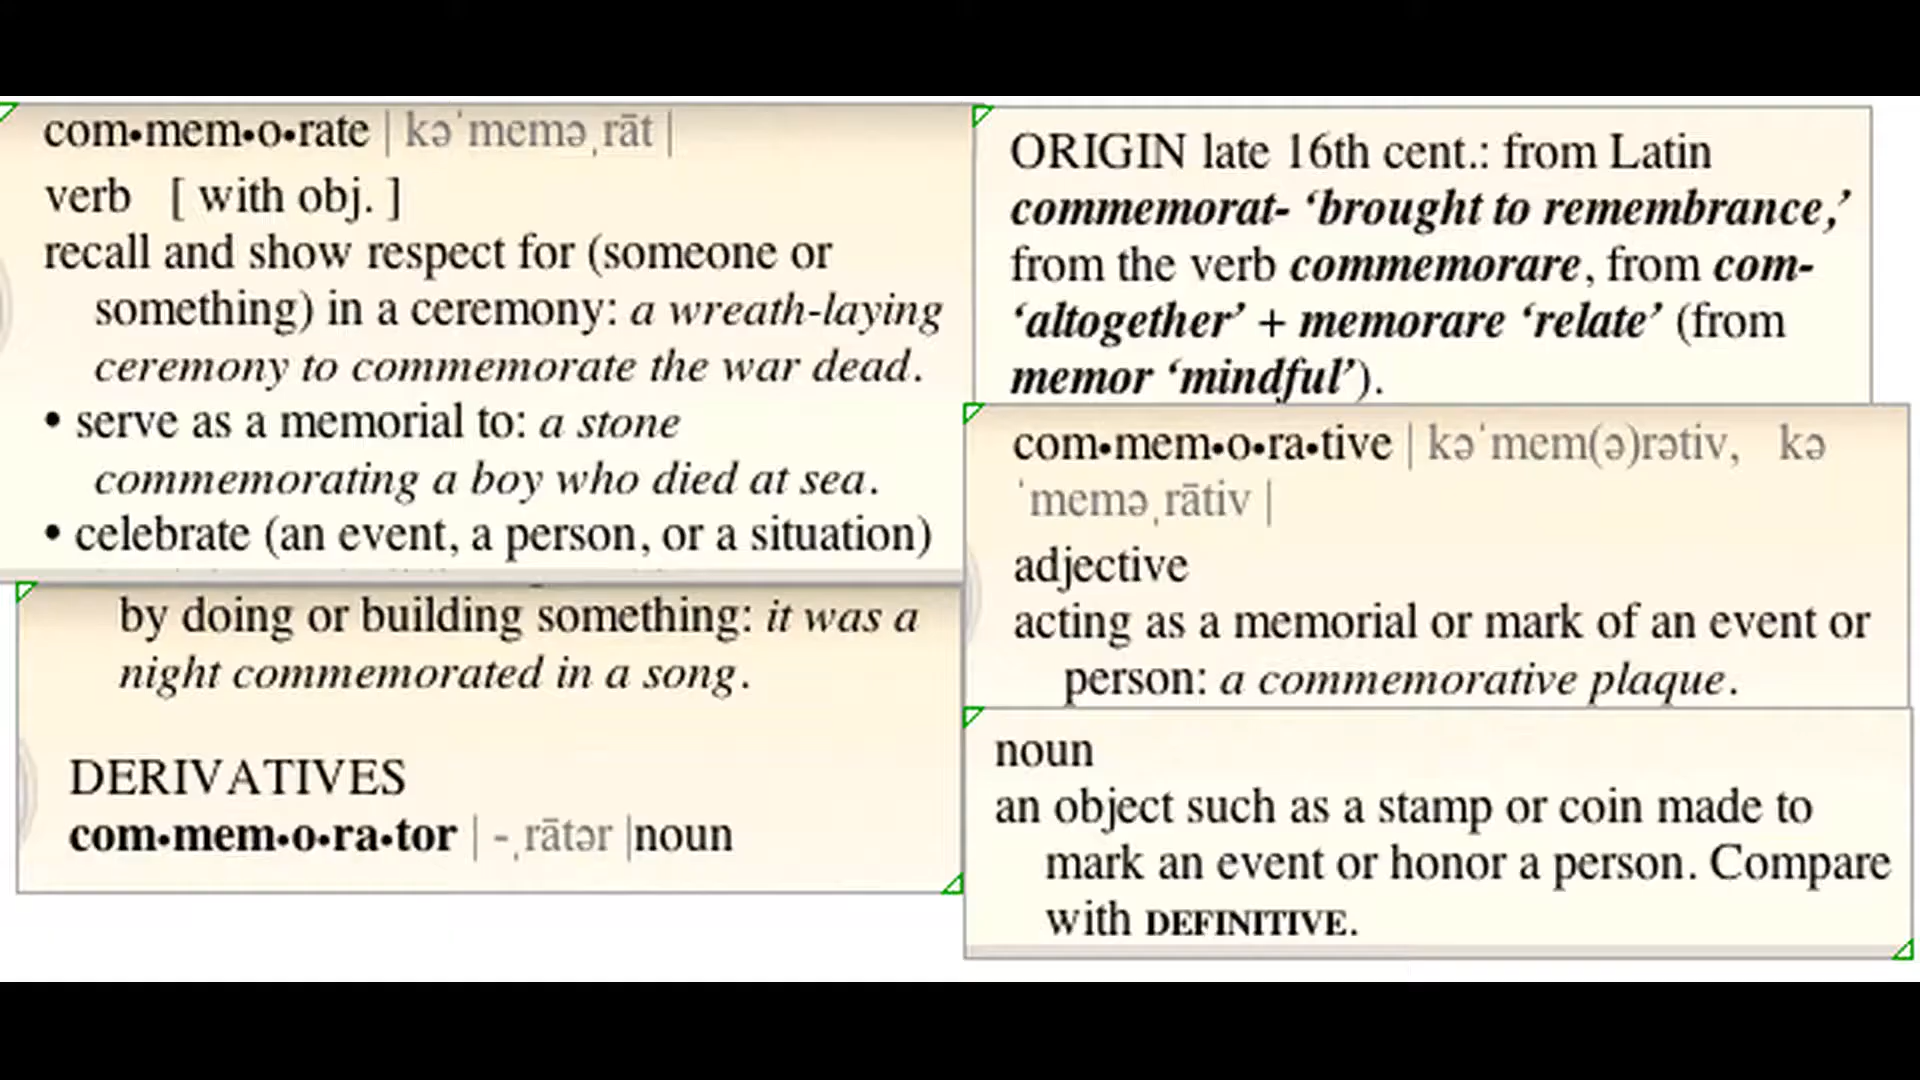 com•mem•o•rate | kəˈmeməˌrāt |
verb [ with obj. ]
recall and show respect for (someone or
something) in a ceremony: a wreath-laying
ceremony to commemorate the war dead.
• serve as a memorial to: a stone
commemorating a boy who died at sea.
• celebrate (an event, a person, or a situation)
by doing or building something: it was a
night commemorated in a song.
DERIVATIVES
com•mem•o•ra•tor | -ˌrātər |noun
ORIGIN late 16th cent.: from Latin
commemorat- ‘brought to remembrance,’
from the verb commemorare, from com-
‘altogether’ + memorare ‘relate’ (from
memor ‘mindful’).
com•mem•o•ra•tive | kəˈmem(ə)rətiv, kə
ˈmeməˌrātiv |
adjective
acting as a memorial or mark of an event or
person: a commemorative plaque.
noun
an object such as a stamp or coin made to
mark an event or honor a person. Compare
with DEFINITIVE.